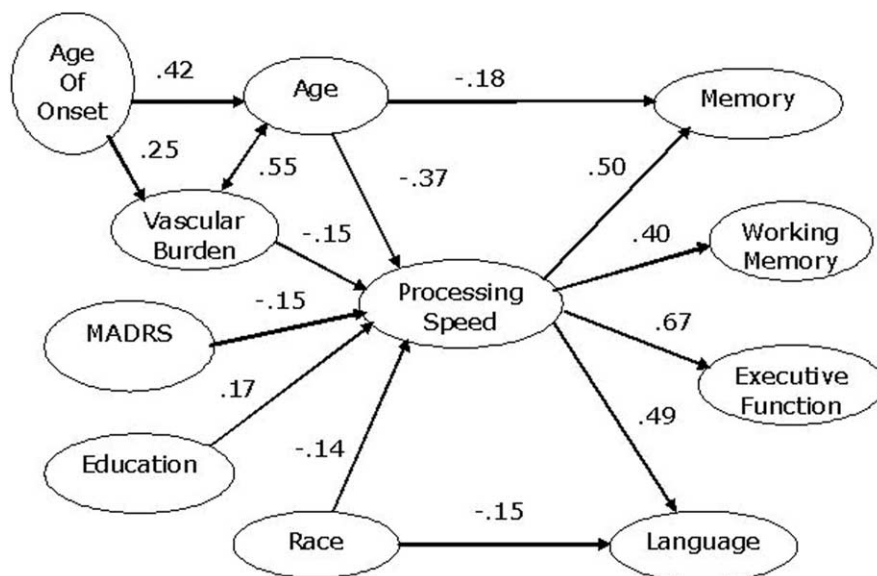 Age
Of
Onset
.42
Age
-.18
Memory
.25
.55
-.37
.50
Vascular
Burden
-.15
.40
Working
Memory
Processing
Speed
-.15
MADRS
.67
Executive
Function
.17
.49
Education
-.14
Race
-.15
Language